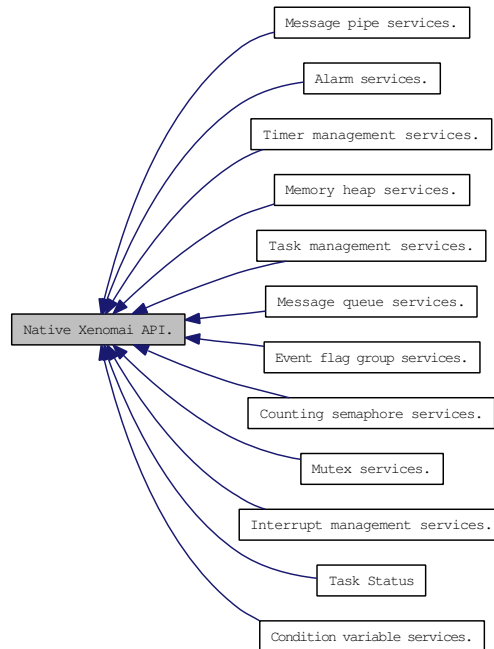 Message pipe services.
Alarm services.
Timer management services.
Memory heap services.
Task management services.
Message queue services.
Native Xenomai API.
Event flag group services.
Counting semaphore services.
Mutex services.
Interrupt management services.
Task Status
Condition variable services.